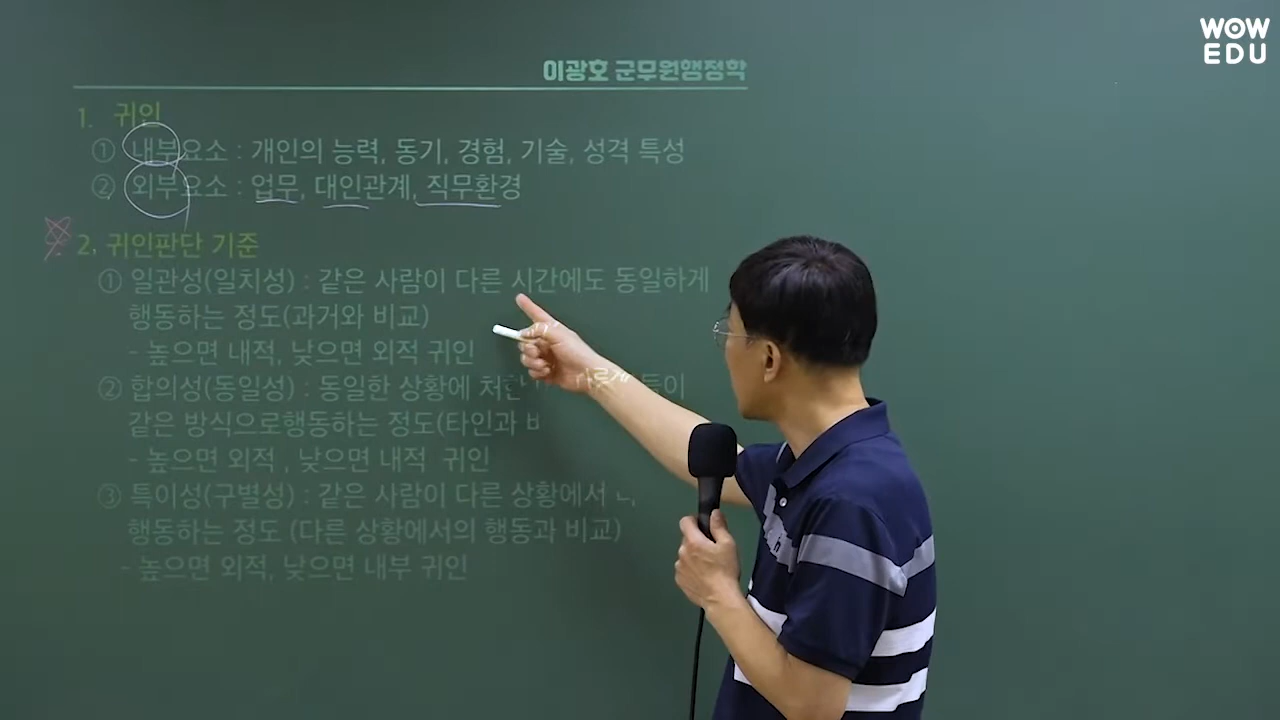 WOW
EDU
이광호 군무원행정학
1. 귀인
① 내부요소 : 개인의 능력, 동기, 경험, 기술, 성격 특성
② 외부요소 : 업무, 대인관계, 직무환경
2, 귀인판단 기준
① 일관성(일치성) : 같은 사람이 다른 시간에도 동일하게
행동하는 정도(과거와 비교)
- 높으면 내적, 낮으면 외적 귀인
② 합의성(동일성) : 동일한 상황에 처한 들이
같은 방식으로행동하는 정도(타인과
- 높으면 외적 , 낮으면 내적 귀인
③ 특이성(구별성) : 같은 사람이 다른 상황에서
다르게
행동하는 정도 (다른 상황에서의 행동과 비교)
- 높으면 외적, 낮으면 내부 귀인